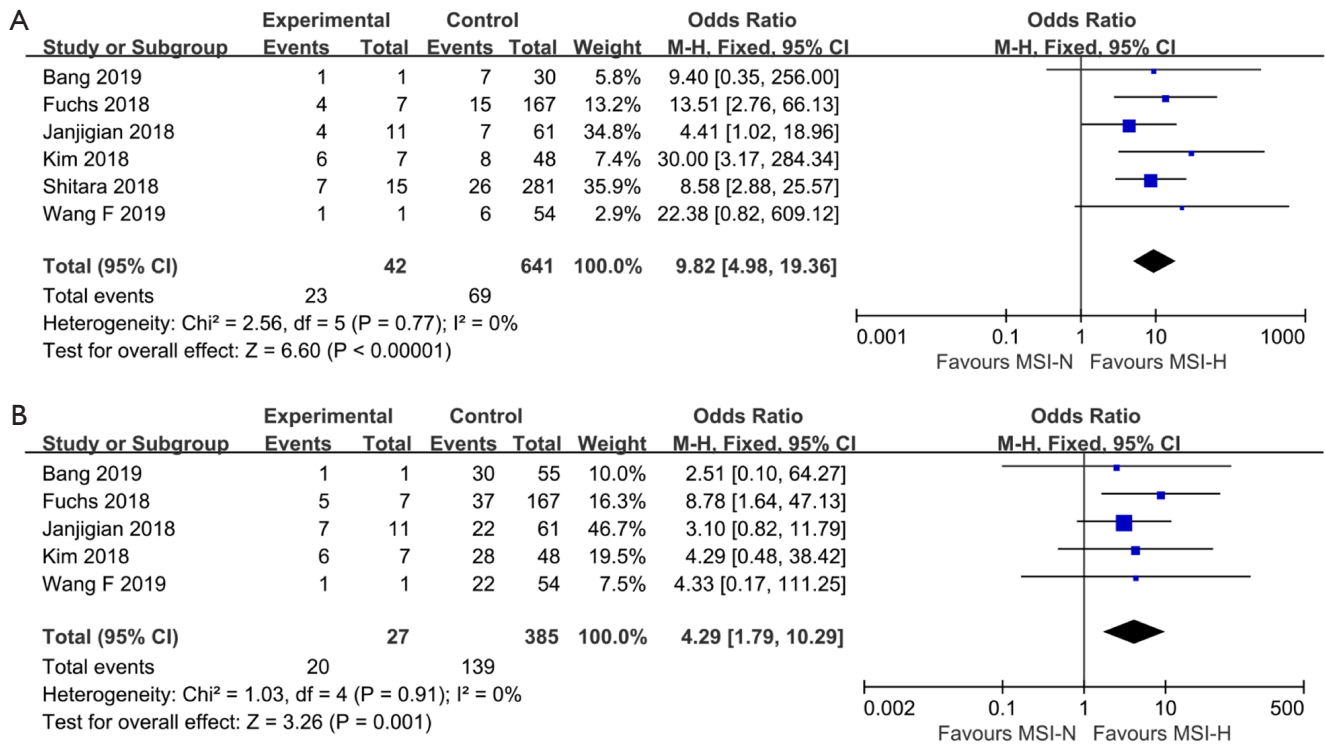 A
Experimental Control Odds Ratio Odds Ratio
Study or Subgroup Events Total Events Total Weight M-H, Fixed, 95% CI M-H, Fixed, 95% CI
Bang 2019 1 1 7 30 5.8% 9.40 [0.35, 256.00]
Fuchs 2018 4 7 15 167 13.2% 13.51 [2.76, 66.13]
Janjigian 2018 4 11 7 61 34.8% 4.41 [1.02, 18.96]
Kim 2018 6 7 8 48 7.4% 30.00 [3.17, 284.34]
Shitara 2018 7 15 26 281 35.9% 8.58 [2.88, 25.57]
Wang F 2019 1 1 6 54 2.9% 22.38 [0.82, 609.12]
Total (95% CI) 42 641 100.0% 9.82 [4.98, 19.36]
Total events 23 69
Heterogeneity: Chi² = 2.56, df = 5 (P = 0.77); I² = 0%
Test for overall effect: Z = 6.60 (P < 0.00001)
0.001 0.1 1 10 1000
Favours MSI-N Favours MSI-H
B
Experimental Control Odds Ratio Odds Ratio
Study or Subgroup Events Total Events Total Weight M-H, Fixed, 95% CI M-H, Fixed, 95% CI
Bang 2019 1 1 30 55 10.0% 2.51 [0.10, 64.27]
Fuchs 2018 5 7 37 167 16.3% 8.78 [1.64, 47.13]
Janjigian 2018 7 11 22 61 46.7% 3.10 [0.82, 11.79]
Kim 2018 6 7 28 48 19.5% 4.29 [0.48, 38.42]
Wang F 2019 1 1 22 54 7.5% 4.33 [0.17, 111.25]
Total (95% CI) 27 385 100.0% 4.29 [1.79, 10.29]
Total events 20 139
Heterogeneity: Chi² = 1.03, df = 4 (P = 0.91); I² = 0%
Test for overall effect: Z = 3.26 (P = 0.001)
0.002 0.1 1 10 500
Favours MSI-N Favours MSI-H